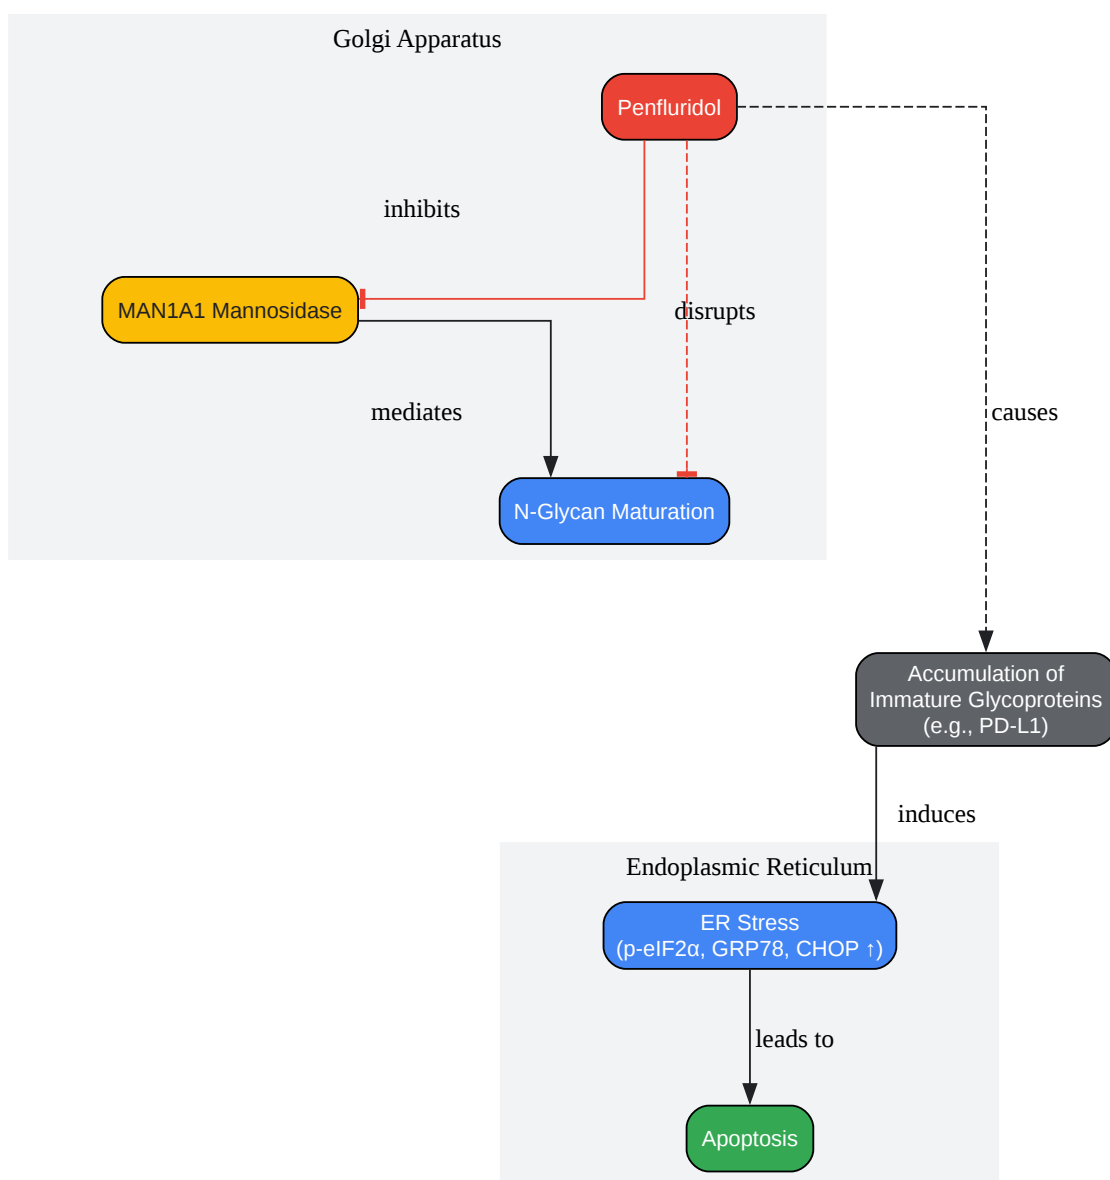 Golgi Apparatus
Penfluridol
inhibits
MAN1A1 Mannosidase
disrupts
mediates
causes
N-Glycan Maturation
Accumulation of
Immature Glycoproteins
(e.g., PD-L1)
induces
Endoplasmic Reticulum
ER Stress
(p-eIF2α, GRP78, CHOP ↑)
leads to
Apoptosis